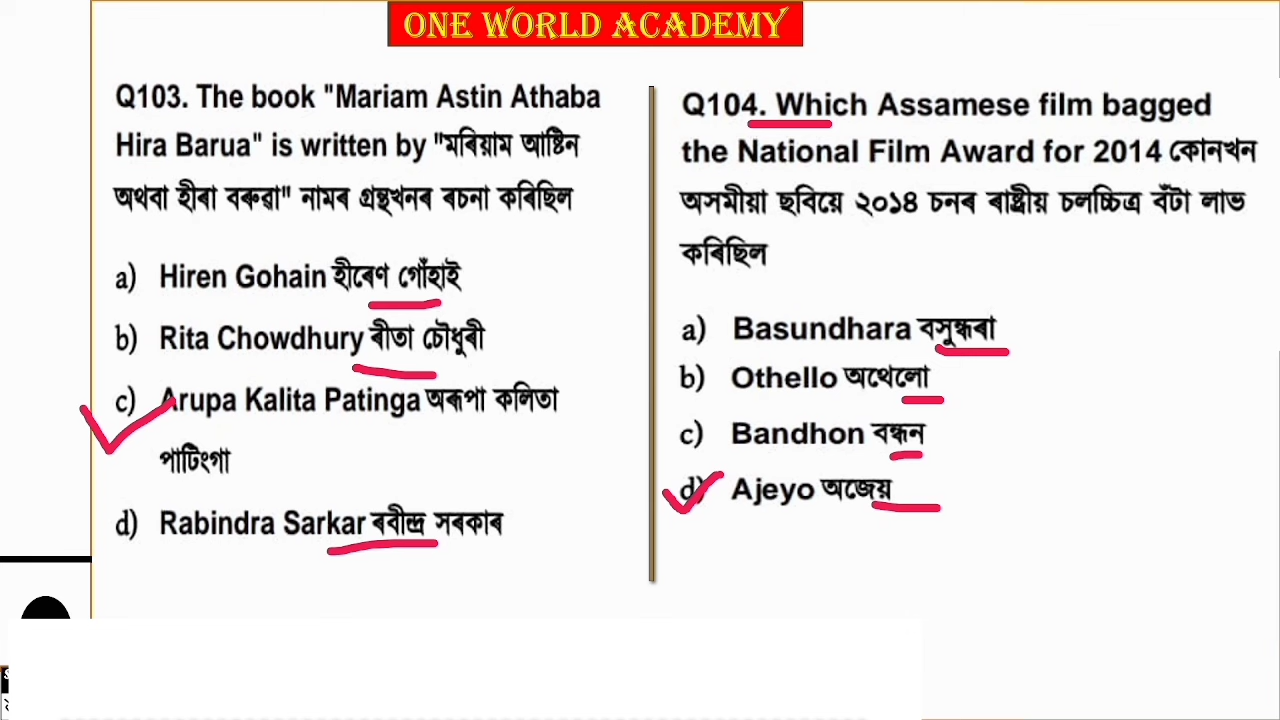 ONE WORLD ACADEMY
Q103. The book "Mariam Astin Athaba
Hira Barua" is written by "মৰিয়াম আষ্টিন
অথবা হীৰা বৰুৱা" নামৰ গ্ৰন্থখনৰ ৰচনা কৰিছিল
a) Hiren Gohain হীৰেণ গোঁহাই
b) Rita Chowdhury ৰীতা চৌধুৰী
c) Arupa Kalita Patinga অৰূপা কলিতা
পাটিংগা
d) Rabindra Sarkar ৰবীন্দ্ৰ সৰকাৰ
Q104. Which Assamese film bagged
the National Film Award for 2014 কোনখন
অসমীয়া ছবিয়ে ২০১৪ চনৰ ৰাষ্ট্ৰীয় চলচ্চিত্ৰ বঁটা লাভ
কৰিছিল
a) Basundhara বসুন্ধৰা
b) Othello অথেলো
c) Bandhon বন্ধন
d) Ajeyo অজেয়